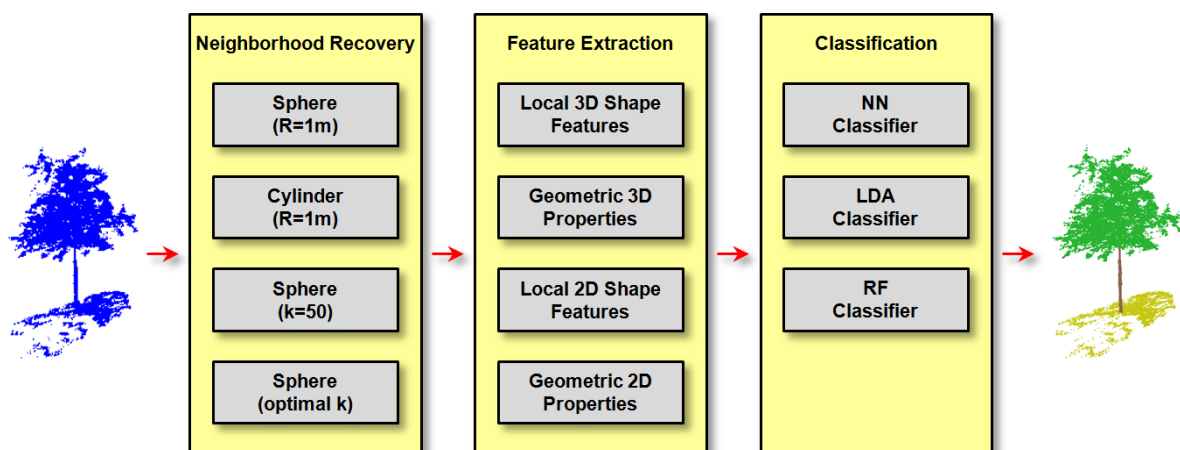 Neighborhood Recovery
Sphere
(R=1m)
Cylinder
(R=1m)
Sphere
(k=50)
Sphere
(optimal k)
Feature Extraction
Local 3D Shape
Features
Geometric 3D
Properties
Local 2D Shape
Features
Geometric 2D
Properties
Classification
NN
Classifier
LDA
Classifier
RF
Classifier